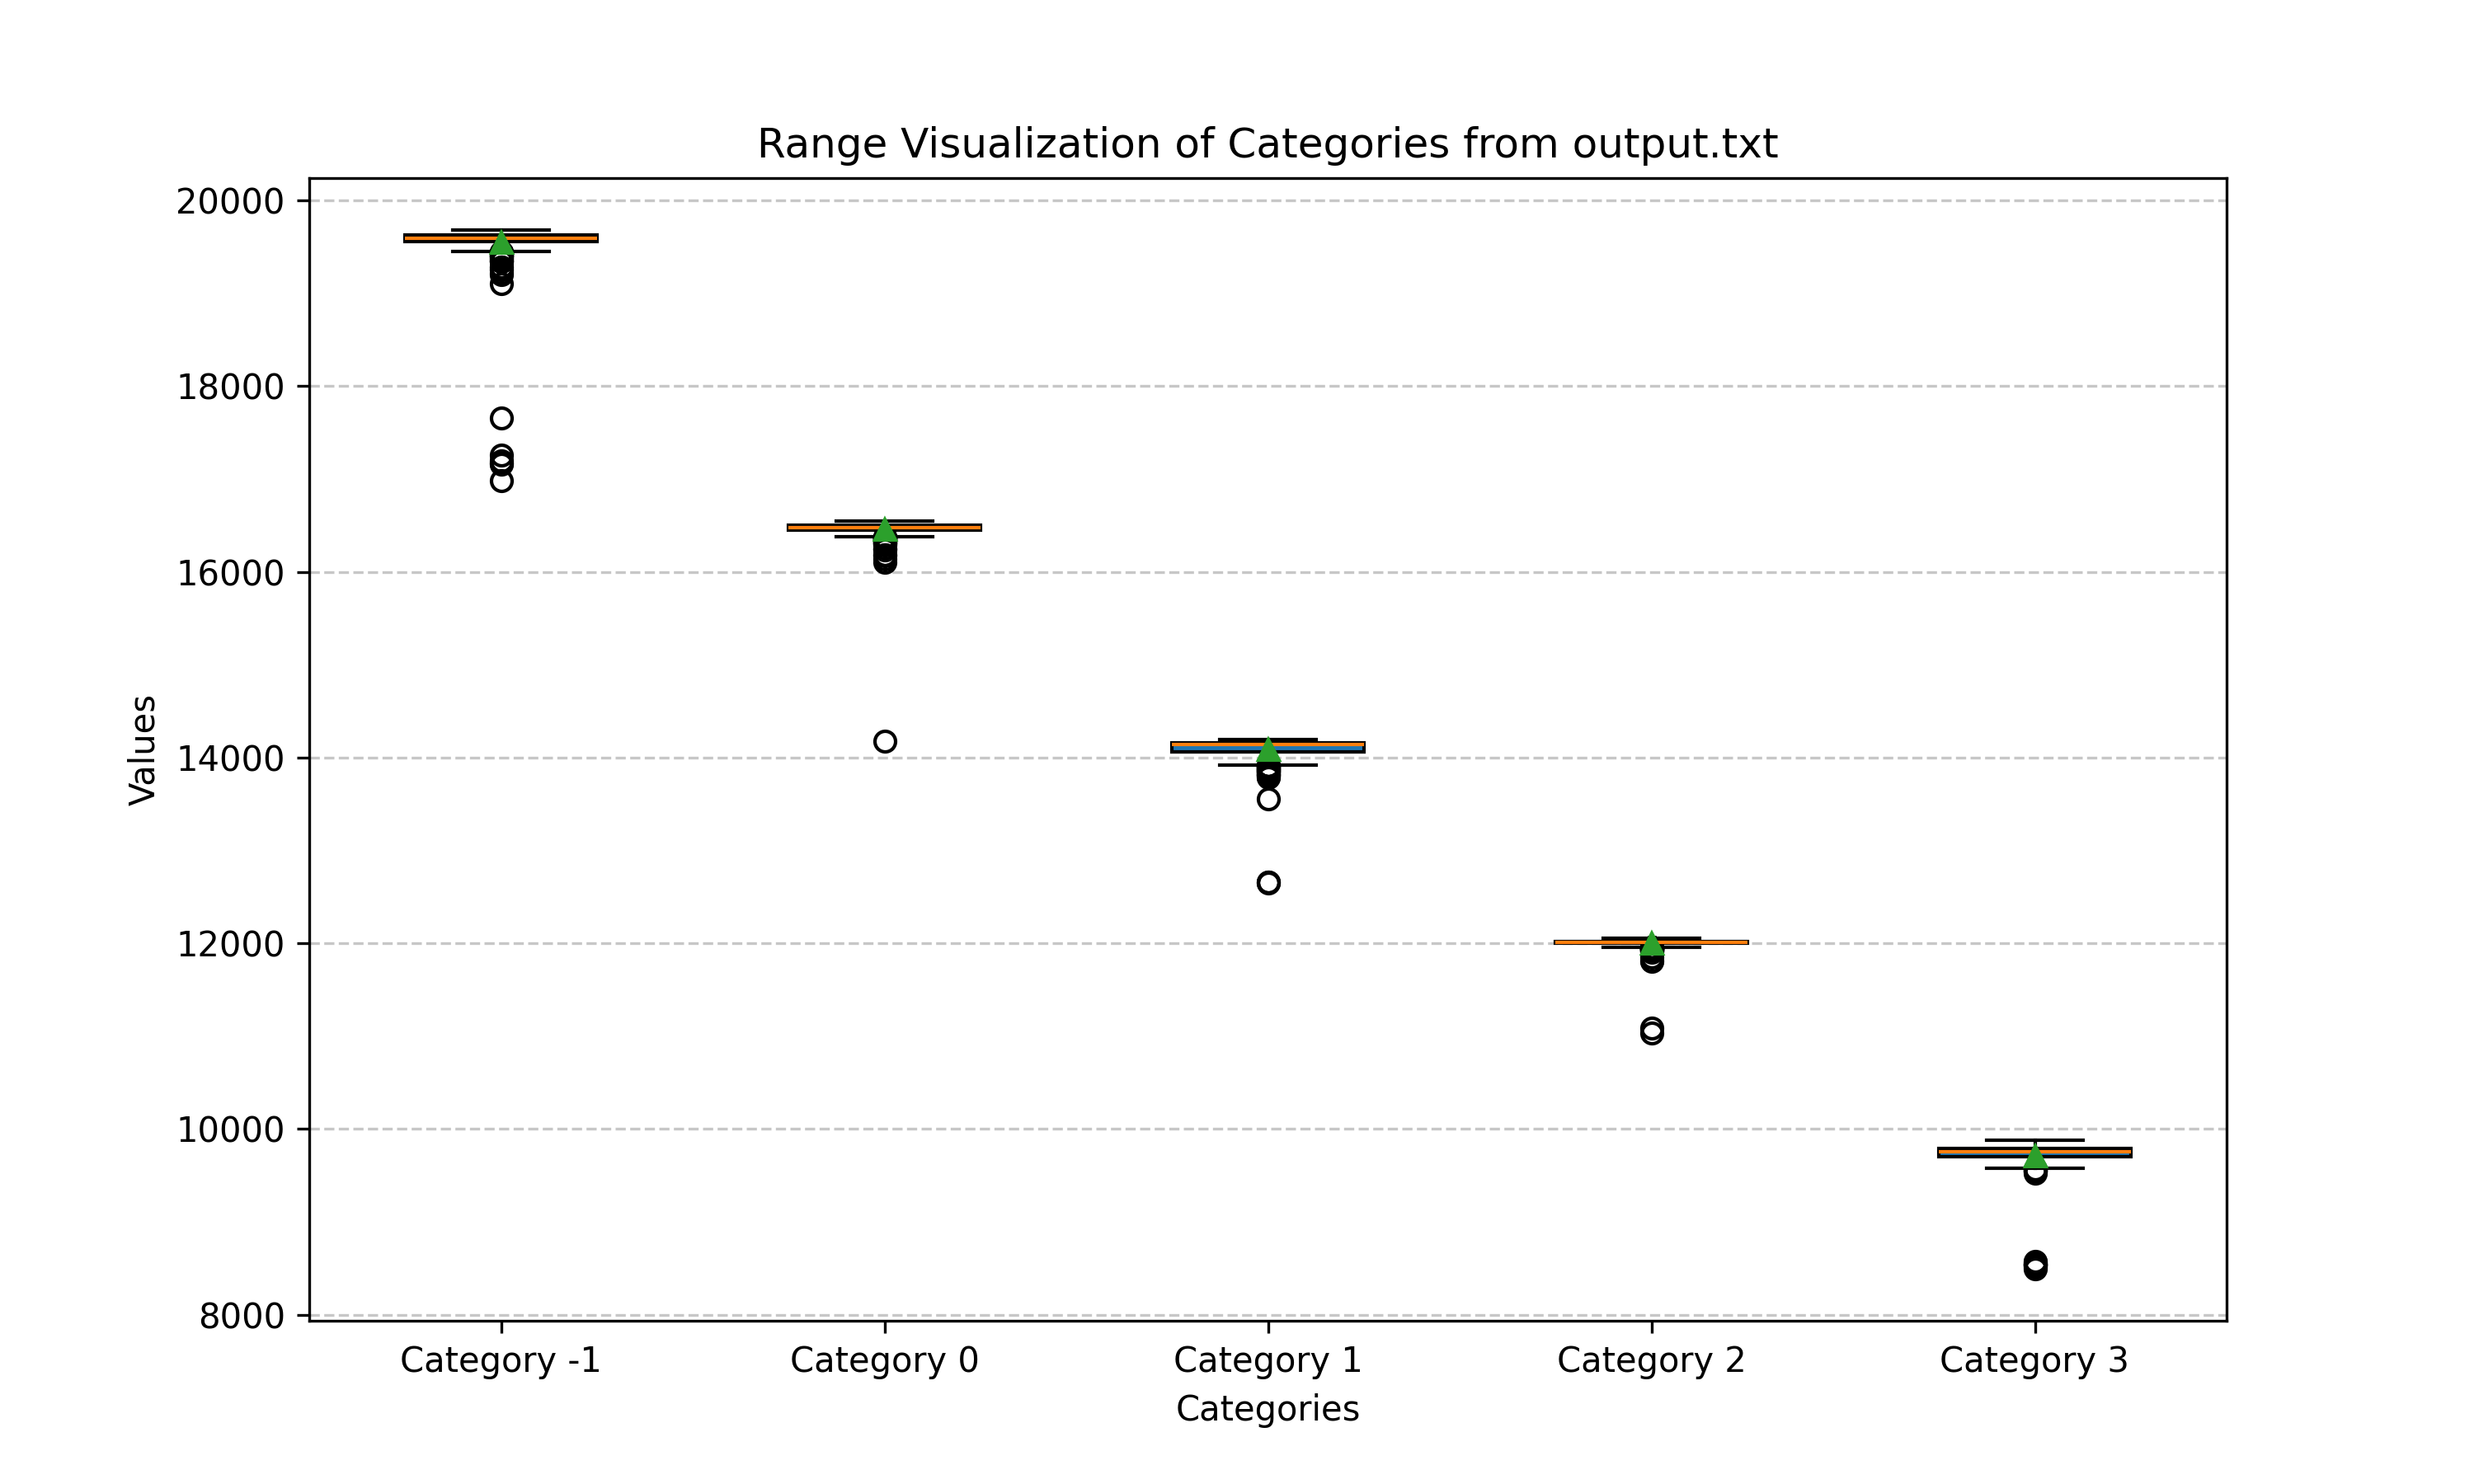 Range Visualization of Categories from output.txt
Values
20000
18000
16000
14000
12000
10000
8000
Category -1
Category 0
Category 1
Category 2
Category 3
Categories